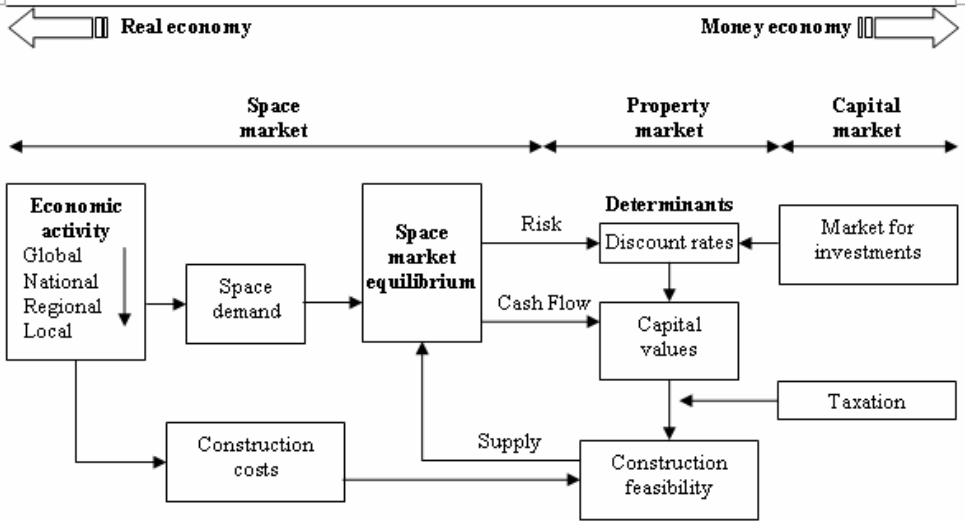 Real economy
Money economy
Space
market
Property
market
Capital
market
Economic
activity
Global
National
Regional
Local
Space
demand
Space
market
equilibrium
Risk
Cash Flow
Determinants
Discount rates
Market for
investments
Capital
values
Taxation
Construction
costs
Supply
Construction
feasibility